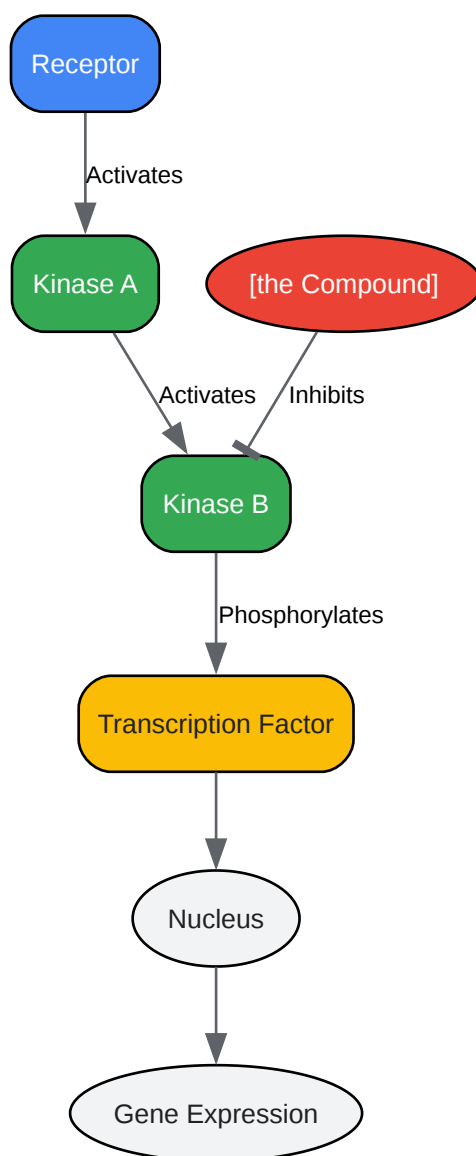 Receptor
Activates
Kinase A
[the Compound]
Activates
Inhibits
Kinase B
Phosphorylates
Transcription Factor
Nucleus
Gene Expression